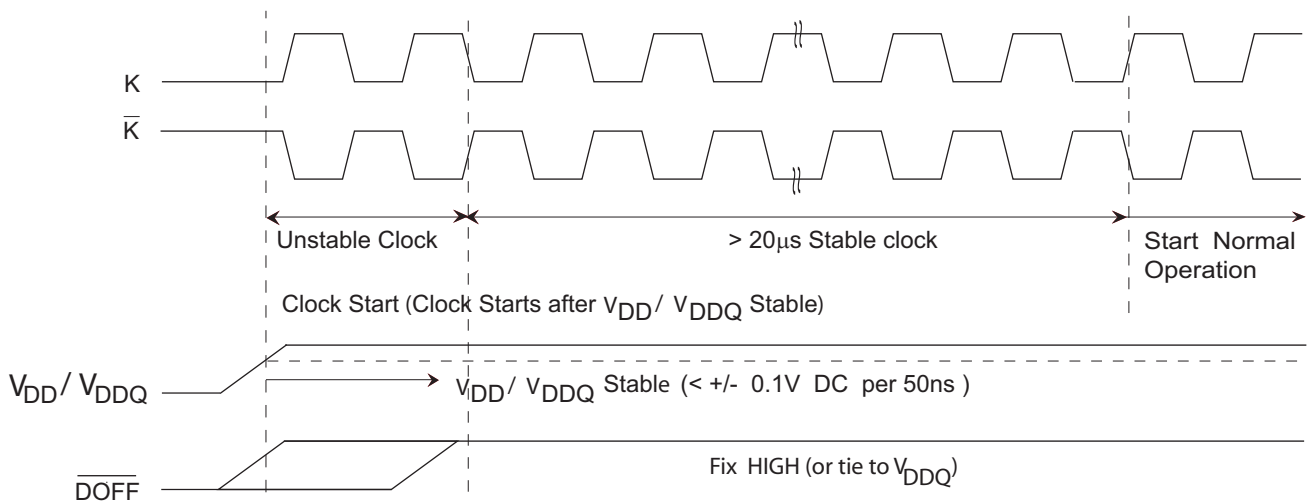 K
K̅
Unstable Clock
> 20μs Stable clock
Start Normal
Operation
Clock Start (Clock Starts after VDD / VDDQ Stable)
VDD / VDDQ
VDD / VDDQ Stable (< +/- 0.1V DC per 50ns )
Fix HIGH (or tie to VDDQ)
D̅O̅F̅F̅